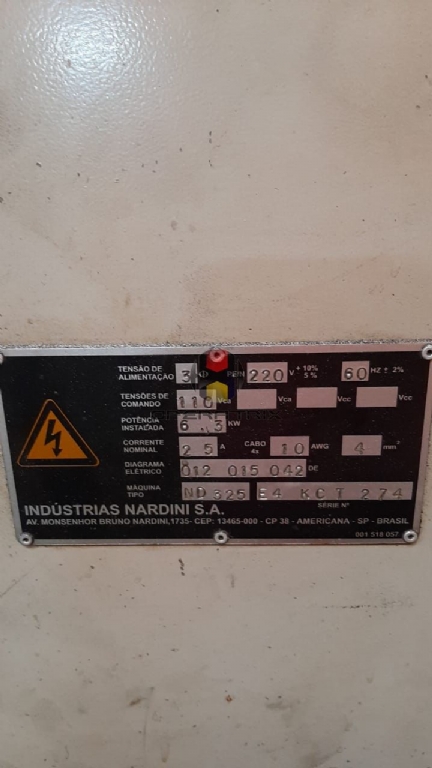 TENSÃO DE ALIMENTAÇÃO 3 PE/N 220 V + 10% 5 % 60 HZ ± 2%
TENSÕES DE COMANDO 110 Vca Vca Vcc Vcc
POTÊNCIA INSTALADA 6 .3 KW
CORRENTE NOMINAL 25 A CABO 4x 10 AWG 4 mm²
DIAGRAMA ELÉTRICO 012 015 042 DE
MÁQUINA TIPO ND 325 E4 KCT 274
SÉRIE Nº
INDÚSTRIAS NARDINI S.A.
AV. MONSENHOR BRUNO NARDINI,1735- CEP: 13465-000 - CP 38 - AMERICANA - SP - BRASIL
001 518 057